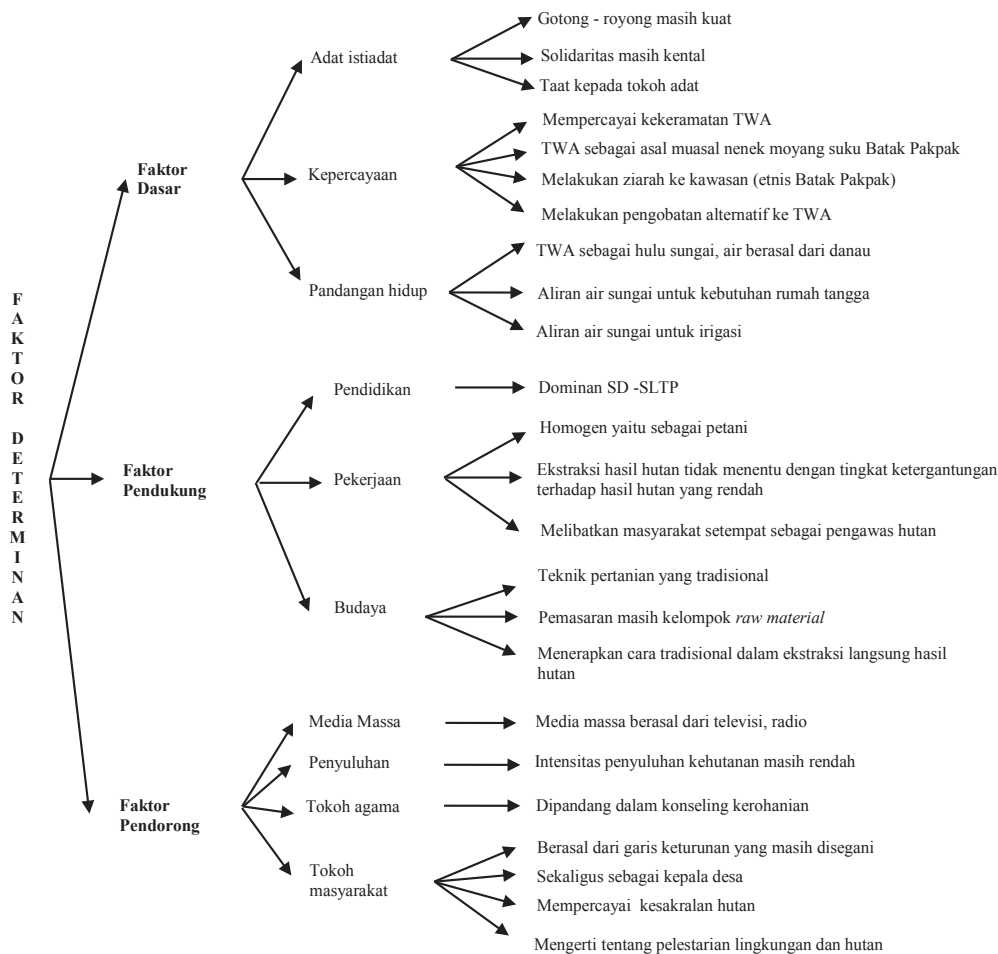 FAKTOR DETERMINAN
Faktor
Dasar
Adat istiadat
Gotong - royong masih kuat
Solidaritas masih kental
Taat kepada tokoh adat
Kepercayaan
Mempercayai kekeramatan TWA
TWA sebagai asal muasal nenek moyang suku Batak Pakpak
Melakukan ziarah ke kawasan (etnis Batak Pakpak)
Melakukan pengobatan alternatif ke TWA
Pandangan hidup
TWA sebagai hulu sungai, air berasal dari danau
Aliran air sungai untuk kebutuhan rumah tangga
Aliran air sungai untuk irigasi
Faktor
Pendukung
Pendidikan
Dominan SD -SLTP
Pekerjaan
Homogen yaitu sebagai petani
Ekstraksi hasil hutan tidak menentu dengan tingkat ketergantungan
terhadap hasil hutan yang rendah
Melibatkan masyarakat setempat sebagai pengawas hutan
Budaya
Teknik pertanian yang tradisional
Pemasaran masih kelompok raw material
Menerapkan cara tradisional dalam ekstraksi langsung hasil
hutan
Faktor
Pendorong
Media Massa
Media massa berasal dari televisi, radio
Penyuluhan
Intensitas penyuluhan kehutanan masih rendah
Tokoh agama
Dipandang dalam konseling kerohanian
Tokoh
masyarakat
Berasal dari garis keturunan yang masih disegani
Sekaligus sebagai kepala desa
Mempercayai kesakralan hutan
Mengerti tentang pelestarian lingkungan dan hutan